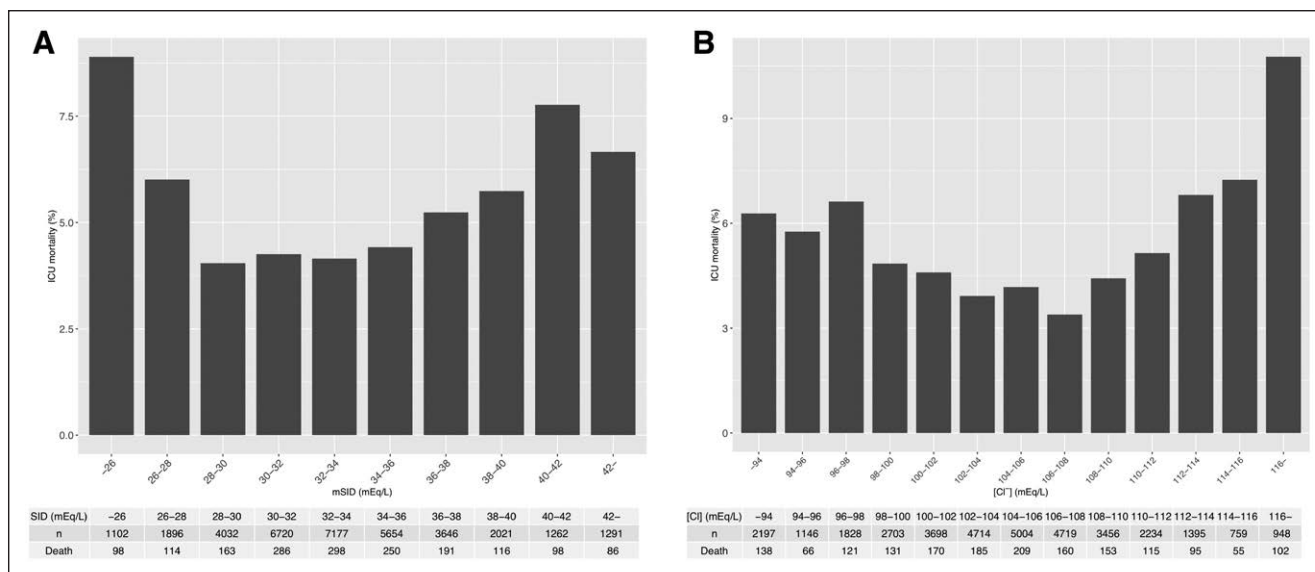 A
ICU mortality (%)
7.5
5.0
2.5
0.0
–26 26–28 28–30 30–32 32–34 34–36 36–38 38–40 40–42 42–
mSID (mEq/L)
SID (mEq/L) –26 26–28 28–30 30–32 32–34 34–36 36–38 38–40 40–42 42–
n 1102 1896 4032 6720 7177 5654 3646 2021 1262 1291
Death 98 114 163 286 298 250 191 116 98 86
B
ICU mortality (%)
9
6
3
0
–94 94–96 96–98 98–100 100–102 102–104 104–106 106–108 108–110 110–112 112–114 114–116 116–
[Cl⁻] (mEq/L)
[Cl] (mEq/L) –94 94–96 96–98 98–100 100–102 102–104 104–106 106–108 108–110 110–112 112–114 114–116 116–
n 2197 1146 1828 2703 3698 4714 5004 4719 3456 2234 1395 759 948
Death 138 66 121 131 170 185 209 160 153 115 95 55 102